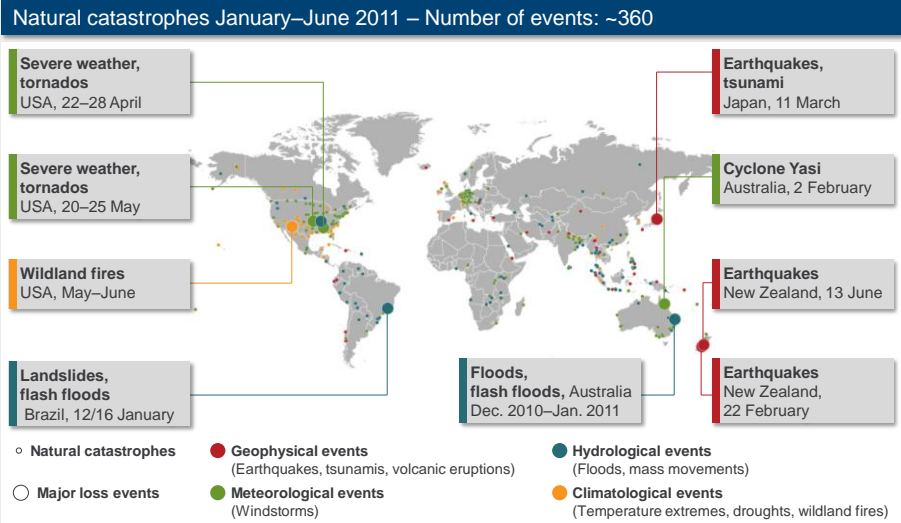 Natural catastrophes January–June 2011 – Number of events: ~360
Severe weather,
tornados
USA, 22–28 April
Severe weather,
tornados
USA, 20–25 May
Wildland fires
USA, May–June
Landslides,
flash floods
Brazil, 12/16 January
Earthquakes,
tsunami
Japan, 11 March
Cyclone Yasi
Australia, 2 February
Earthquakes
New Zealand, 13 June
Earthquakes
New Zealand,
22 February
Floods,
flash floods, Australia
Dec. 2010–Jan. 2011
Natural catastrophes
Major loss events
Geophysical events
(Earthquakes, tsunamis, volcanic eruptions)
Meteorological events
(Windstorms)
Hydrological events
(Floods, mass movements)
Climatological events
(Temperature extremes, droughts, wildland fires)